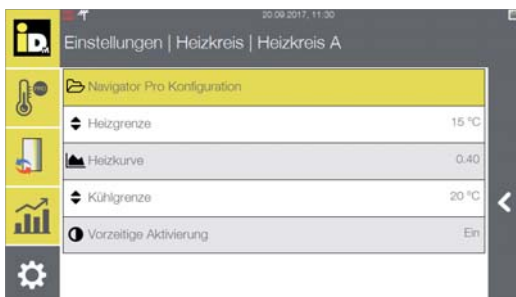 20.09.2017, 11:30
iD
Einstellungen | Heizkreis | Heizkreis A
PRO
Navigator Pro Konfiguration
Heizgrenze 15 °C
Heizkurve 0.40
Kühlgrenze 20 °C
Vorzeitige Aktivierung Ein